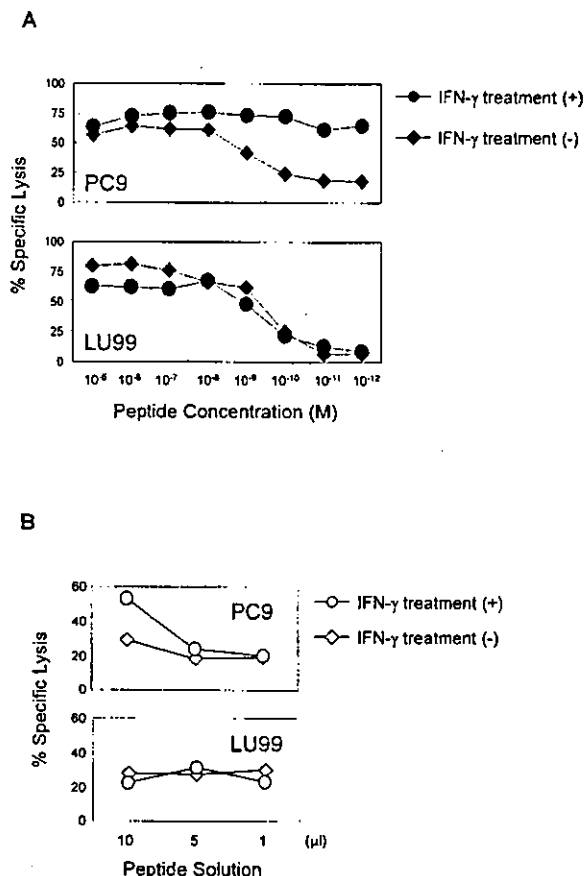 A
100
75
50
25
0
PC9
IFN-γ treatment (+)
IFN-γ treatment (-)
100
75
50
25
0
LU99
% Specific Lysis
10⁻⁵ 10⁻⁶ 10⁻⁷ 10⁻⁸ 10⁻⁹ 10⁻¹⁰ 10⁻¹¹ 10⁻¹²
Peptide Concentration (M)
B
60
40
20
0
PC9
IFN-γ treatment (+)
IFN-γ treatment (-)
60
40
20
0
LU99
% Specific Lysis
10 5 1 (μl)
Peptide Solution